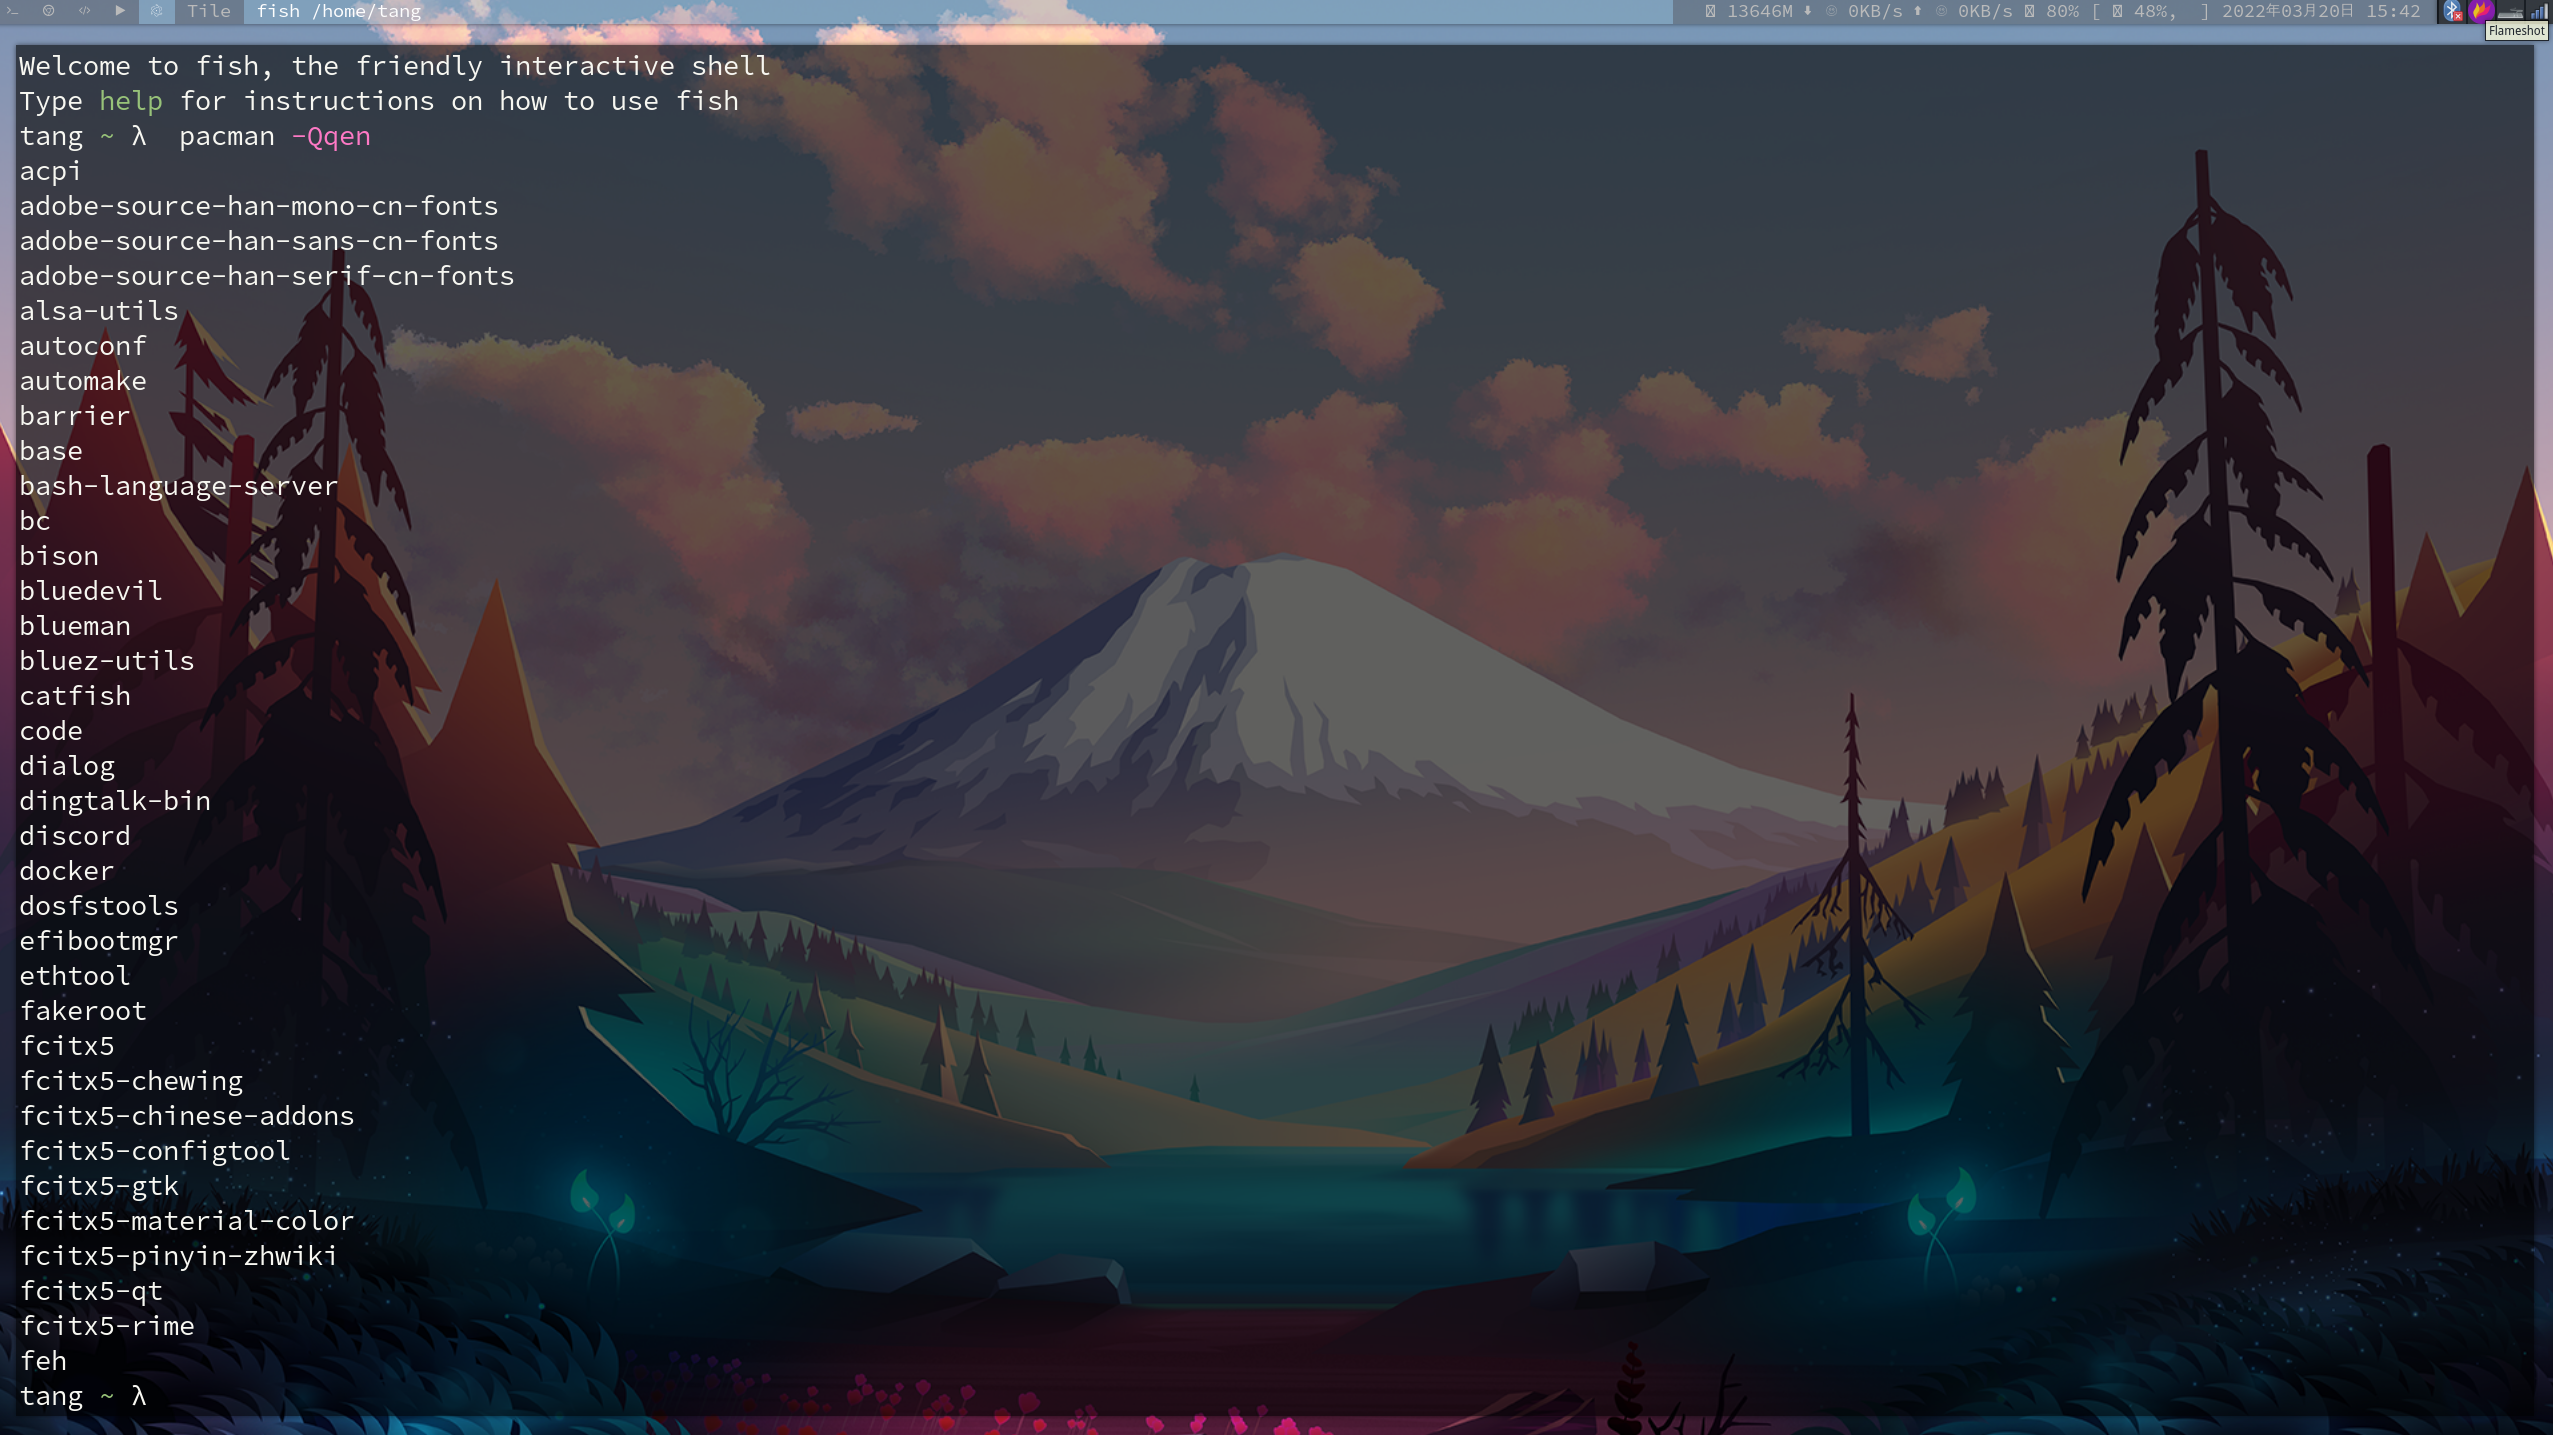 Tile fish /home/tang 13646M 0KB/s 0KB/s 80% [ 48%, ] 2022年03月20日 15:42
Flameshot
Welcome to fish, the friendly interactive shell
Type help for instructions on how to use fish
tang ~ λ  pacman -Qqen
acpi
adobe-source-han-mono-cn-fonts
adobe-source-han-sans-cn-fonts
adobe-source-han-serif-cn-fonts
alsa-utils
autoconf
automake
barrier
base
bash-language-server
bc
bison
bluedevil
blueman
bluez-utils
catfish
code
dialog
dingtalk-bin
discord
docker
dosfstools
efibootmgr
ethtool
fakeroot
fcitx5
fcitx5-chewing
fcitx5-chinese-addons
fcitx5-configtool
fcitx5-gtk
fcitx5-material-color
fcitx5-pinyin-zhwiki
fcitx5-qt
fcitx5-rime
feh
tang ~ λ